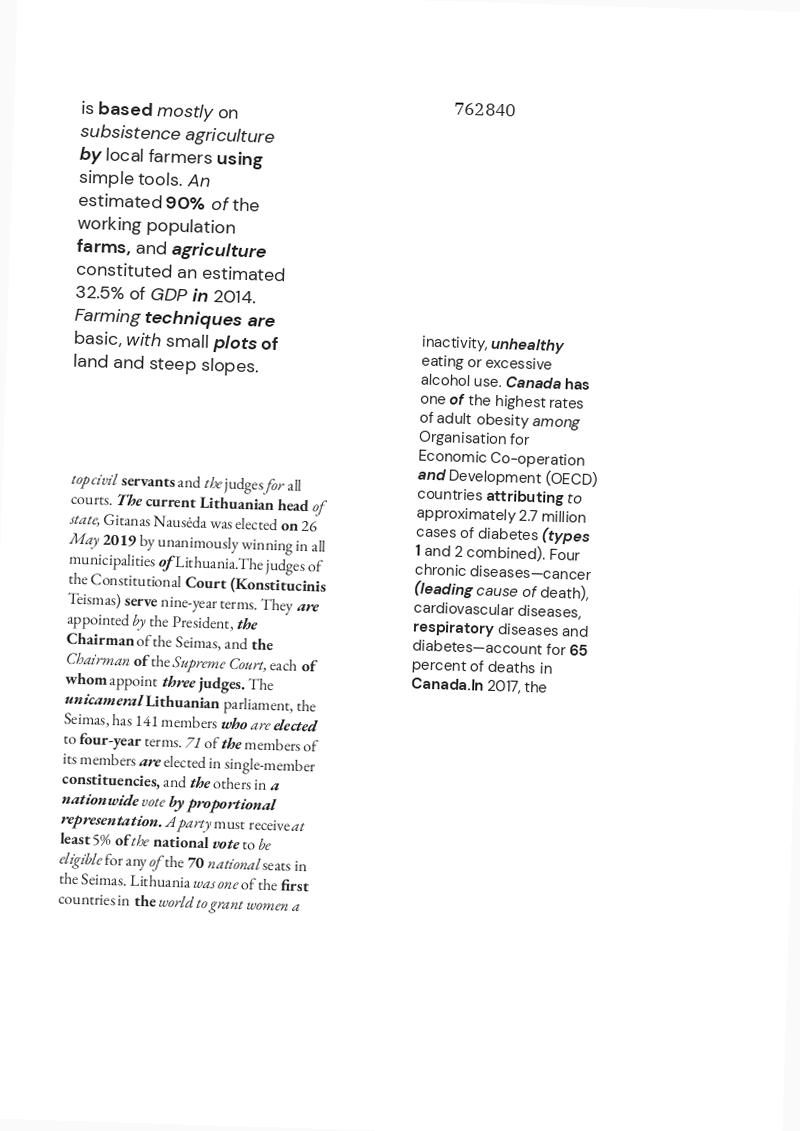 is based mostly on
subsistence agriculture
by local farmers using
simple tools. An
estimated 90% of the
working population
farms, and agriculture
constituted an estimated
32.5% of GDP in 2014.
Farming techniques are
basic, with small plots of
land and steep slopes.
top civil servants and the judges for all
courts. The current Lithuanian head of
state, Gitanas Nausėda was elected on 26
May 2019 by unanimously winning in all
municipalities of Lithuania.The judges of
the Constitutional Court (Konstitucinis
Teismas) serve nine-year terms. They are
appointed by the President, the
Chairman of the Seimas, and the
Chairman of the Supreme Court, each of
whom appoint three judges. The
unicameral Lithuanian parliament, the
Seimas, has 141 members who are elected
to four-year terms. 71 of the members of
its members are elected in single-member
constituencies, and the others in a
nationwide vote by proportional
representation. A party must receive at
least 5% of the national vote to be
eligible for any of the 70 national seats in
the Seimas. Lithuania was one of the first
countries in the world to grant women a
762840
inactivity, unhealthy
eating or excessive
alcohol use. Canada has
one of the highest rates
of adult obesity among
Organisation for
Economic Co-operation
and Development (OECD)
countries attributing to
approximately 2.7 million
cases of diabetes (types
1 and 2 combined). Four
chronic diseases—cancer
(leading cause of death),
cardiovascular diseases,
respiratory diseases and
diabetes—account for 65
percent of deaths in
Canada.In 2017, the